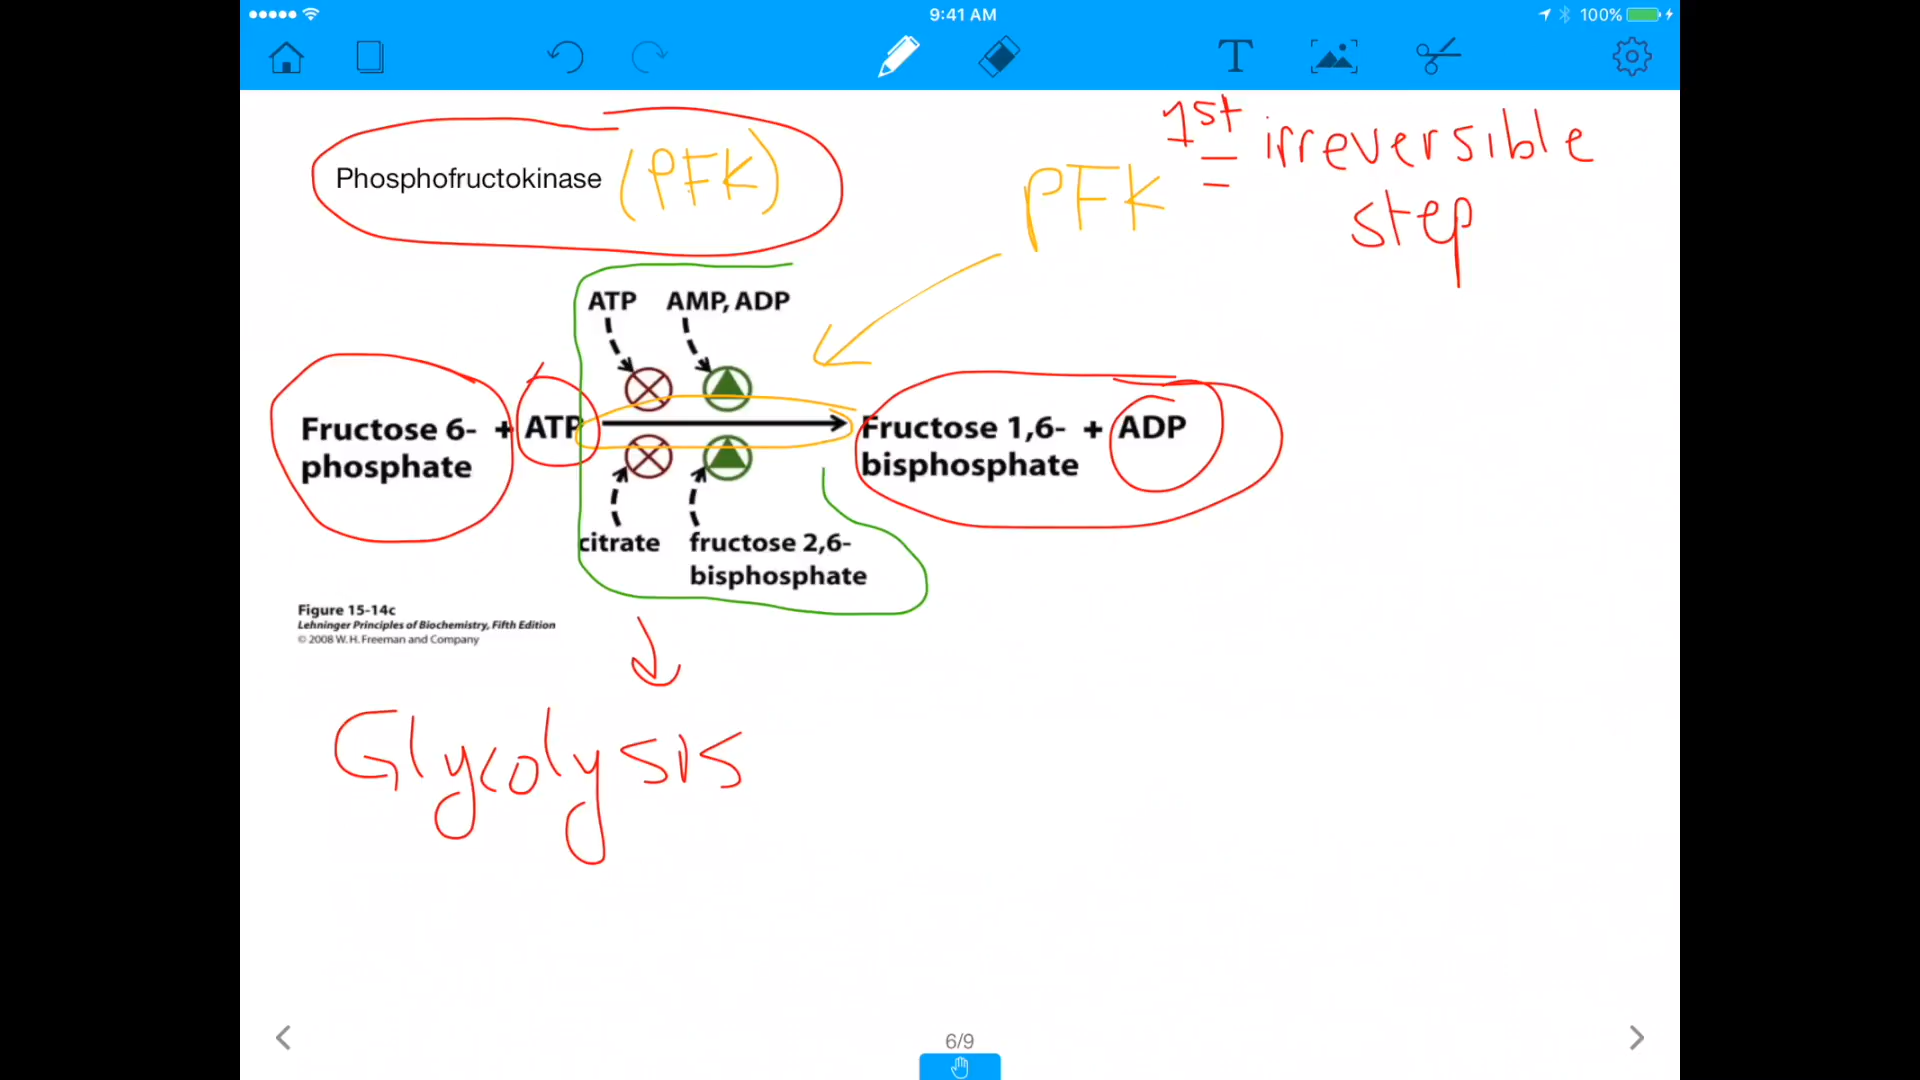 9:41 AM
100%
T
1st irreversible
step
Phosphofructokinase (PFK)
PFK
ATP AMP, ADP
Fructose 6- + ATP Fructose 1,6- + ADP
phosphate bisphosphate
citrate fructose 2,6-
bisphosphate
Figure 15-14c
Lehninger Principles of Biochemistry, Fifth Edition
© 2008 W. H. Freeman and Company
Glycolysis
6/9